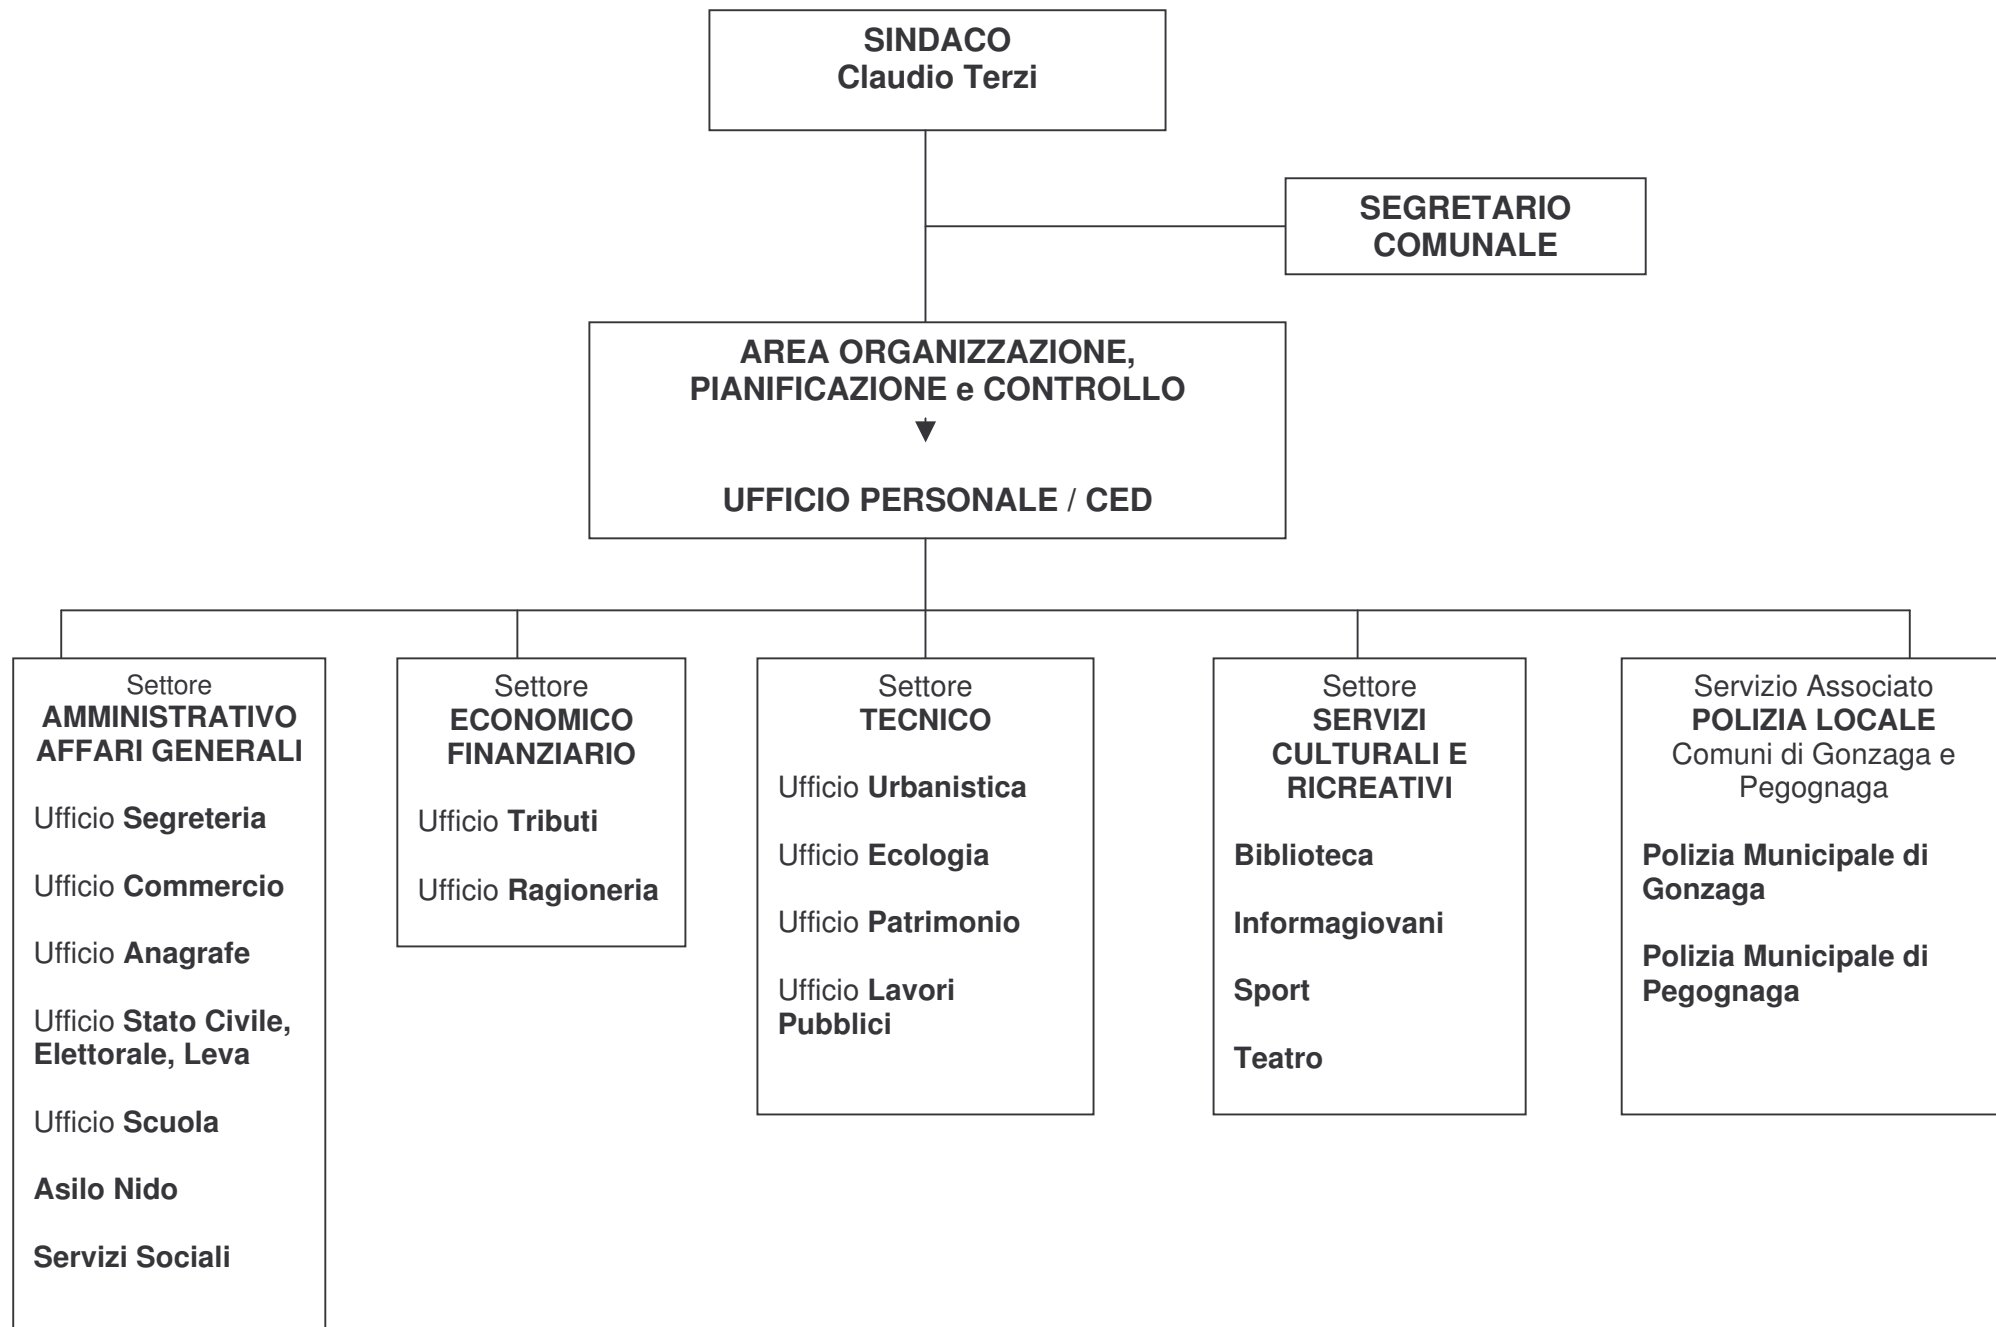 SINDACO
Claudio Terzi
SEGRETARIO
COMUNALE
AREA ORGANIZZAZIONE,
PIANIFICAZIONE e CONTROLLO
UFFICIO PERSONALE / CED
Settore
AMMINISTRATIVO
AFFARI GENERALI
Ufficio Segreteria
Ufficio Commercio
Ufficio Anagrafe
Ufficio Stato Civile,
Elettorale, Leva
Ufficio Scuola
Asilo Nido
Servizi Sociali
Settore
ECONOMICO
FINANZIARIO
Ufficio Tributi
Ufficio Ragioneria
Settore
TECNICO
Ufficio Urbanistica
Ufficio Ecologia
Ufficio Patrimonio
Ufficio Lavori
Pubblici
Settore
SERVIZI
CULTURALI E
RICREATIVI
Biblioteca
Informagiovani
Sport
Teatro
Servizio Associato
POLIZIA LOCALE
Comuni di Gonzaga e
Pegognaga
Polizia Municipale di
Gonzaga
Polizia Municipale di
Pegognaga